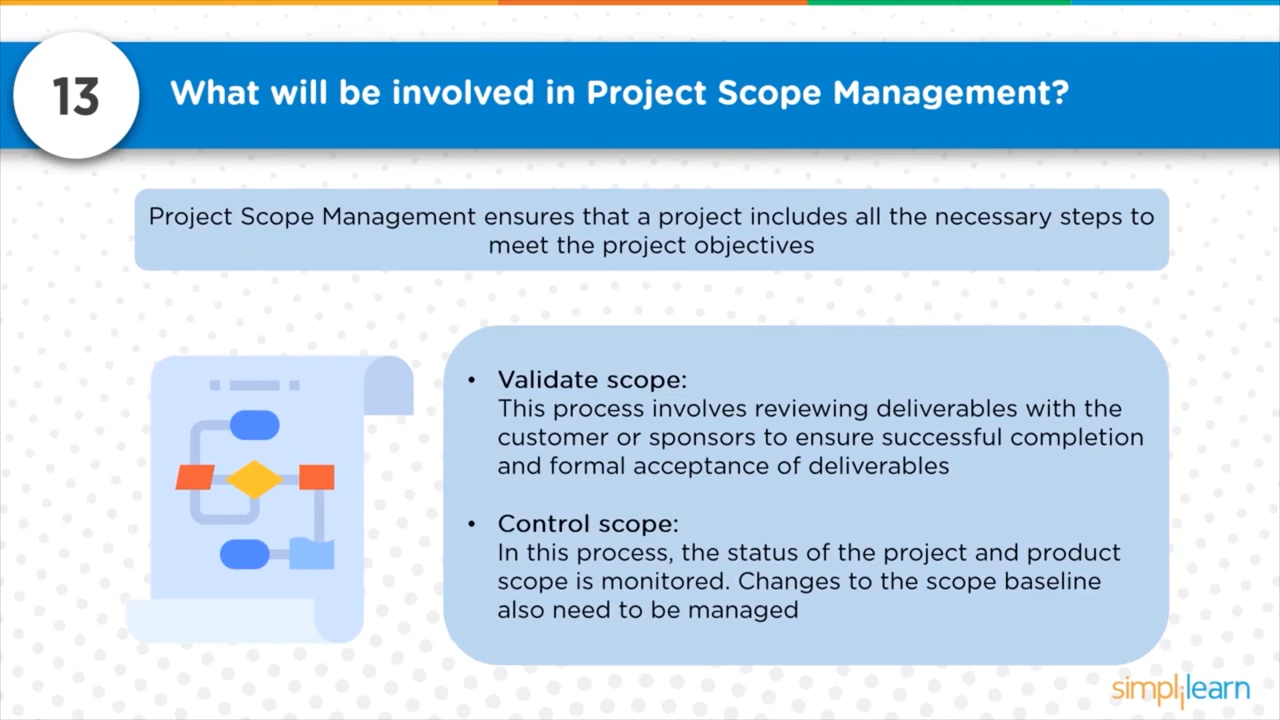 13
What will be involved in Project Scope Management?
Project Scope Management ensures that a project includes all the necessary steps to
meet the project objectives
• Validate scope:
This process involves reviewing deliverables with the
customer or sponsors to ensure successful completion
and formal acceptance of deliverables
• Control scope:
In this process, the status of the project and product
scope is monitored. Changes to the scope baseline
also need to be managed
simplilearn